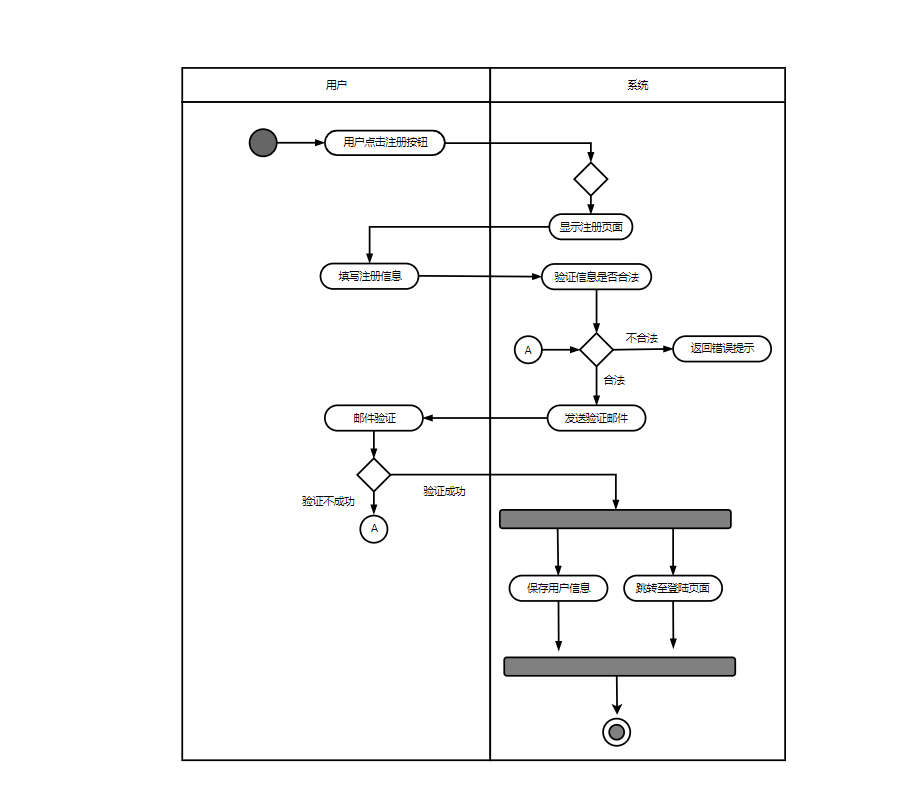 用户
系统
用户点击注册按钮
显示注册页面
填写注册信息
验证信息是否合法
不合法
A
返回错误提示
合法
邮件验证
发送验证邮件
验证成功
验证不成功
A
保存用户信息
跳转至登陆页面